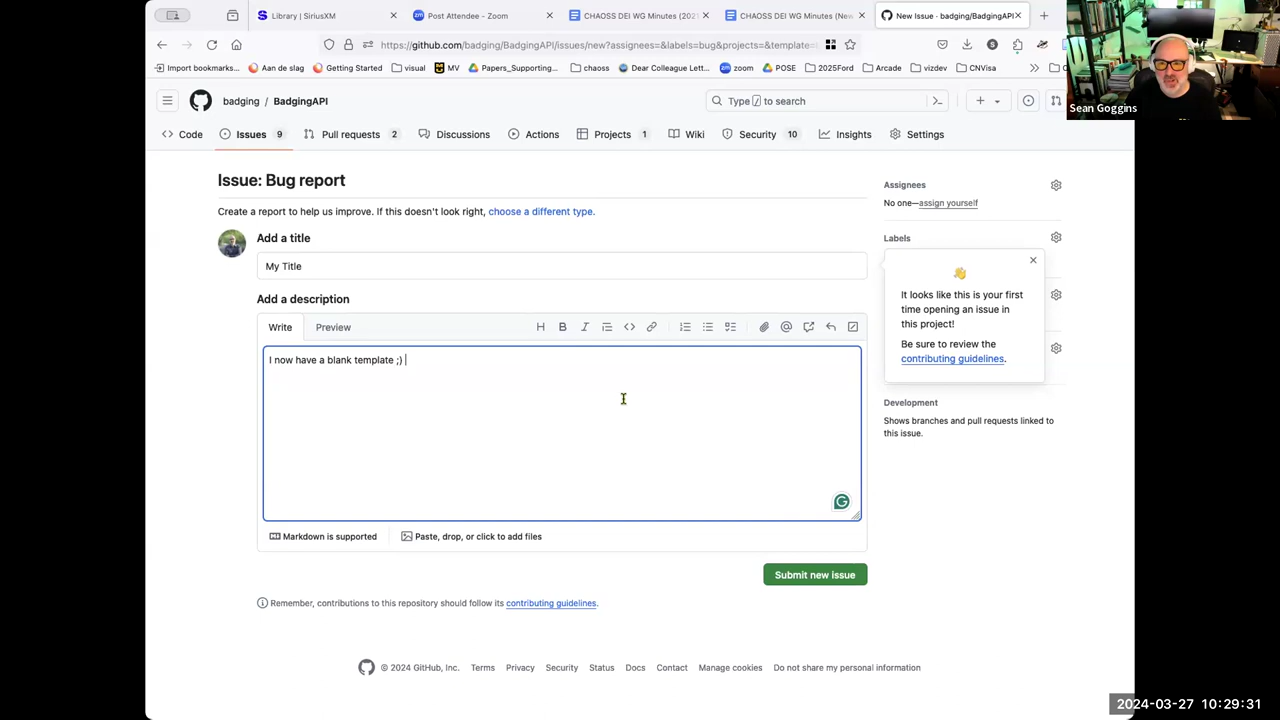 Library | SiriusXM
Post Attendee - Zoom
CHAOSS DEI WG Minutes (202
CHAOSS DEI WG Minutes (New
New Issue · badging/BadgingAPI
ttps://github.com/badging/BadgingAPI/issues/new?assignees=&labels=bug&projects=&template=
Import bookmarks...
Aan de slag
Getting Started
visual
MV
Papers
chaoss
Dear Colleague Lett...
zoom
POSE
2025Ford
Arcade
vizdev
CNVisa
Sean Goggins
badging / BadgingAPI
Type / to search
Code
Issues 9
Pull requests 2
Discussions
Actions
Projects 1
Wiki
Security 10
Insights
Settings
Issue: Bug report
Create a report to help us improve. If this doesn't look right, choose a different type.
Add a title
My Title
Add a description
Write
Preview
I now have a blank template ;)
Markdown is supported
Paste, drop, or click to add files
Submit new issue
Remember, contributions to this repository should follow its contributing guidelines.
Assignees
No one—assign yourself
Labels
It looks like this is your first
time opening an issue in
this project!
Be sure to review the
contributing guidelines.
Development
Shows branches and pull requests linked to
this issue.
© 2024 GitHub, Inc.
Terms
Privacy
Security
Status
Docs
Contact
Manage cookies
Do not share my personal information
2024-03-27 10:29:31